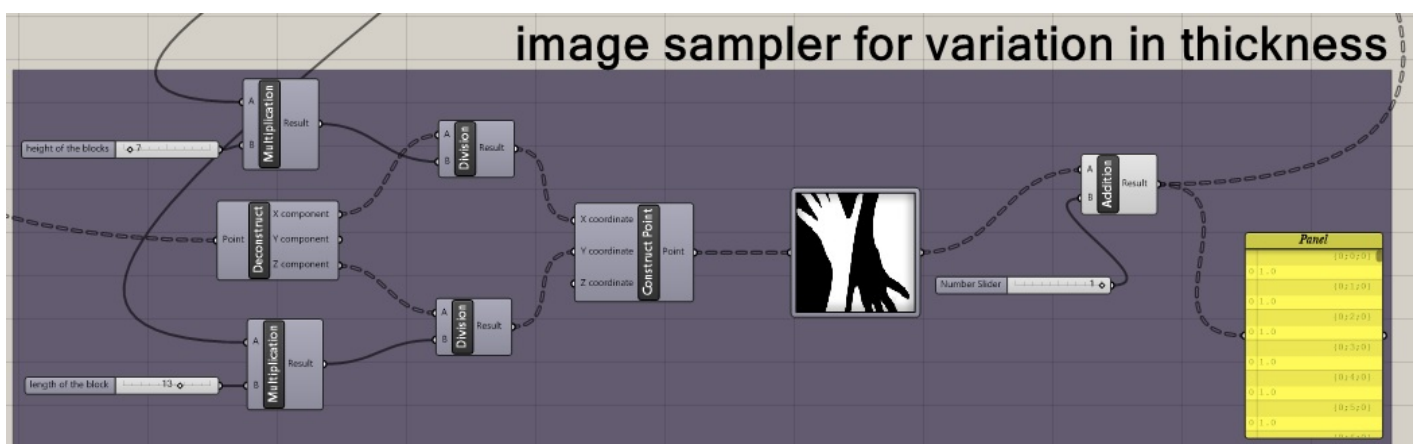 image sampler for variation in thickness
height of the blocks 7
A
B
Multiplication
Result
A
B
Division
Result
Point
Deconstruct
X component
Y component
Z component
X coordinate
Y coordinate
Z coordinate
Construct Point
Point
A
B
Division
Result
length of the block 13
A
B
Multiplication
Result
Number Slider 1
A
B
Addition
Result
Panel
{0;0;0}
0 1.0
{0;1;0}
0 1.0
{0;2;0}
0 1.0
{0;3;0}
0 1.0
{0;4;0}
0 1.0
{0;5;0}
0 1.0